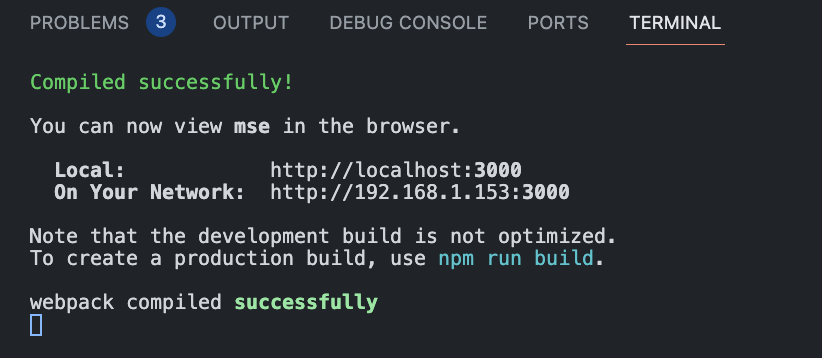 PROBLEMS 3 OUTPUT DEBUG CONSOLE PORTS TERMINAL
Compiled successfully!
You can now view mse in the browser.
Local: http://localhost:3000
On Your Network: http://192.168.1.153:3000
Note that the development build is not optimized.
To create a production build, use npm run build.
webpack compiled successfully